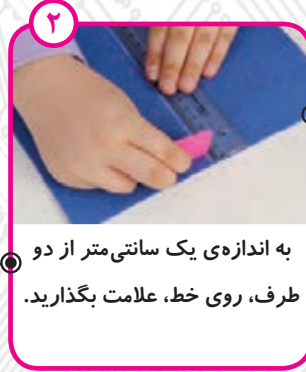 ۲
به اندازه‌ی یک سانتی‌متر از دو
طرف، روی خط، علامت بگذارید.